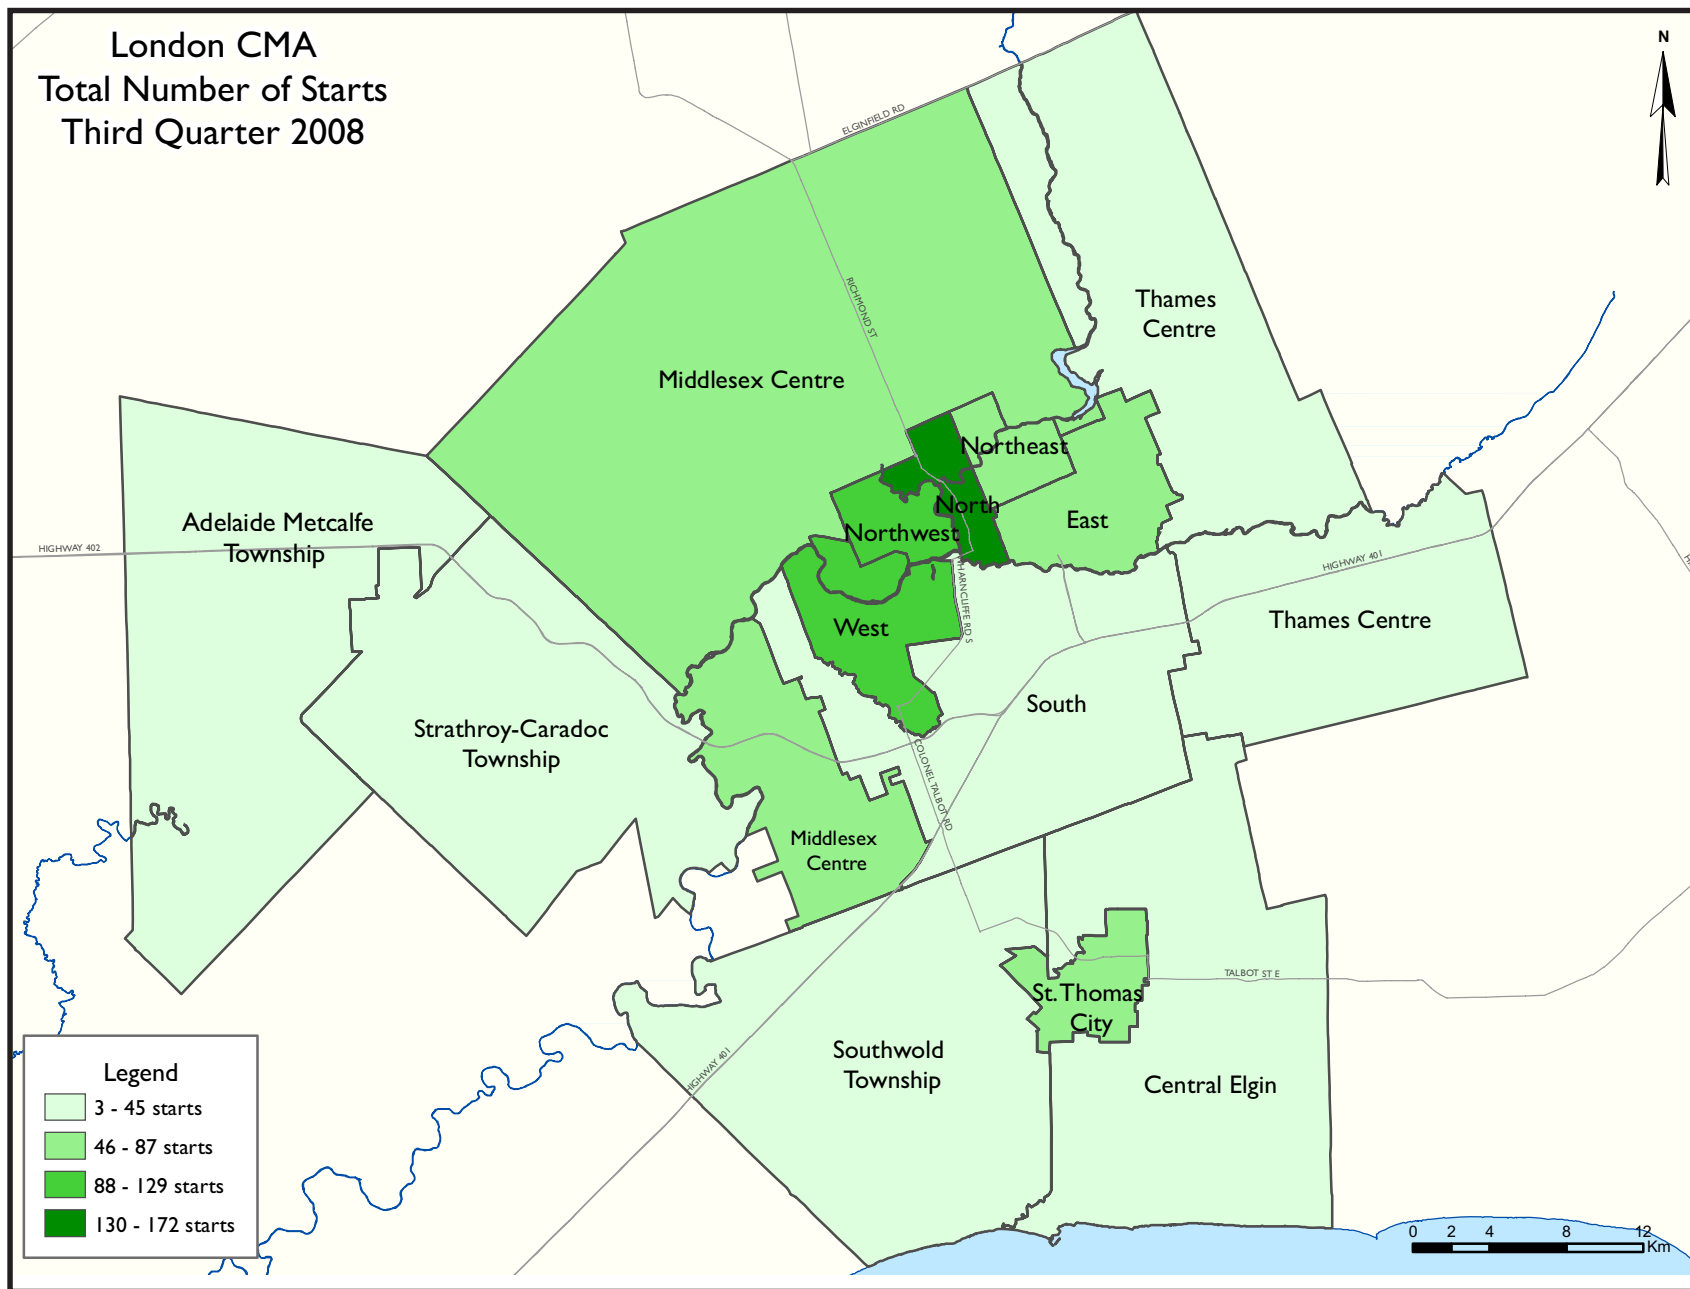 London CMA
Total Number of Starts
Third Quarter 2008
N
ELGINFIELD RD
RICHMOND ST
Thames
Centre
Middlesex Centre
Northeast
North
East
Northwest
Adelaide Metcalfe
Township
HIGHWAY 402
HIGHWAY 401
WHARNCLIFFE RD S
Thames Centre
West
South
Strathroy-Caradoc
Township
COLONEL TALBOT RD
Middlesex
Centre
TALBOT ST E
St. Thomas
City
Southwold
Township
HIGHWAY 401
Central Elgin
Legend
3 - 45 starts
46 - 87 starts
88 - 129 starts
130 - 172 starts
0 2 4 8 12
Km